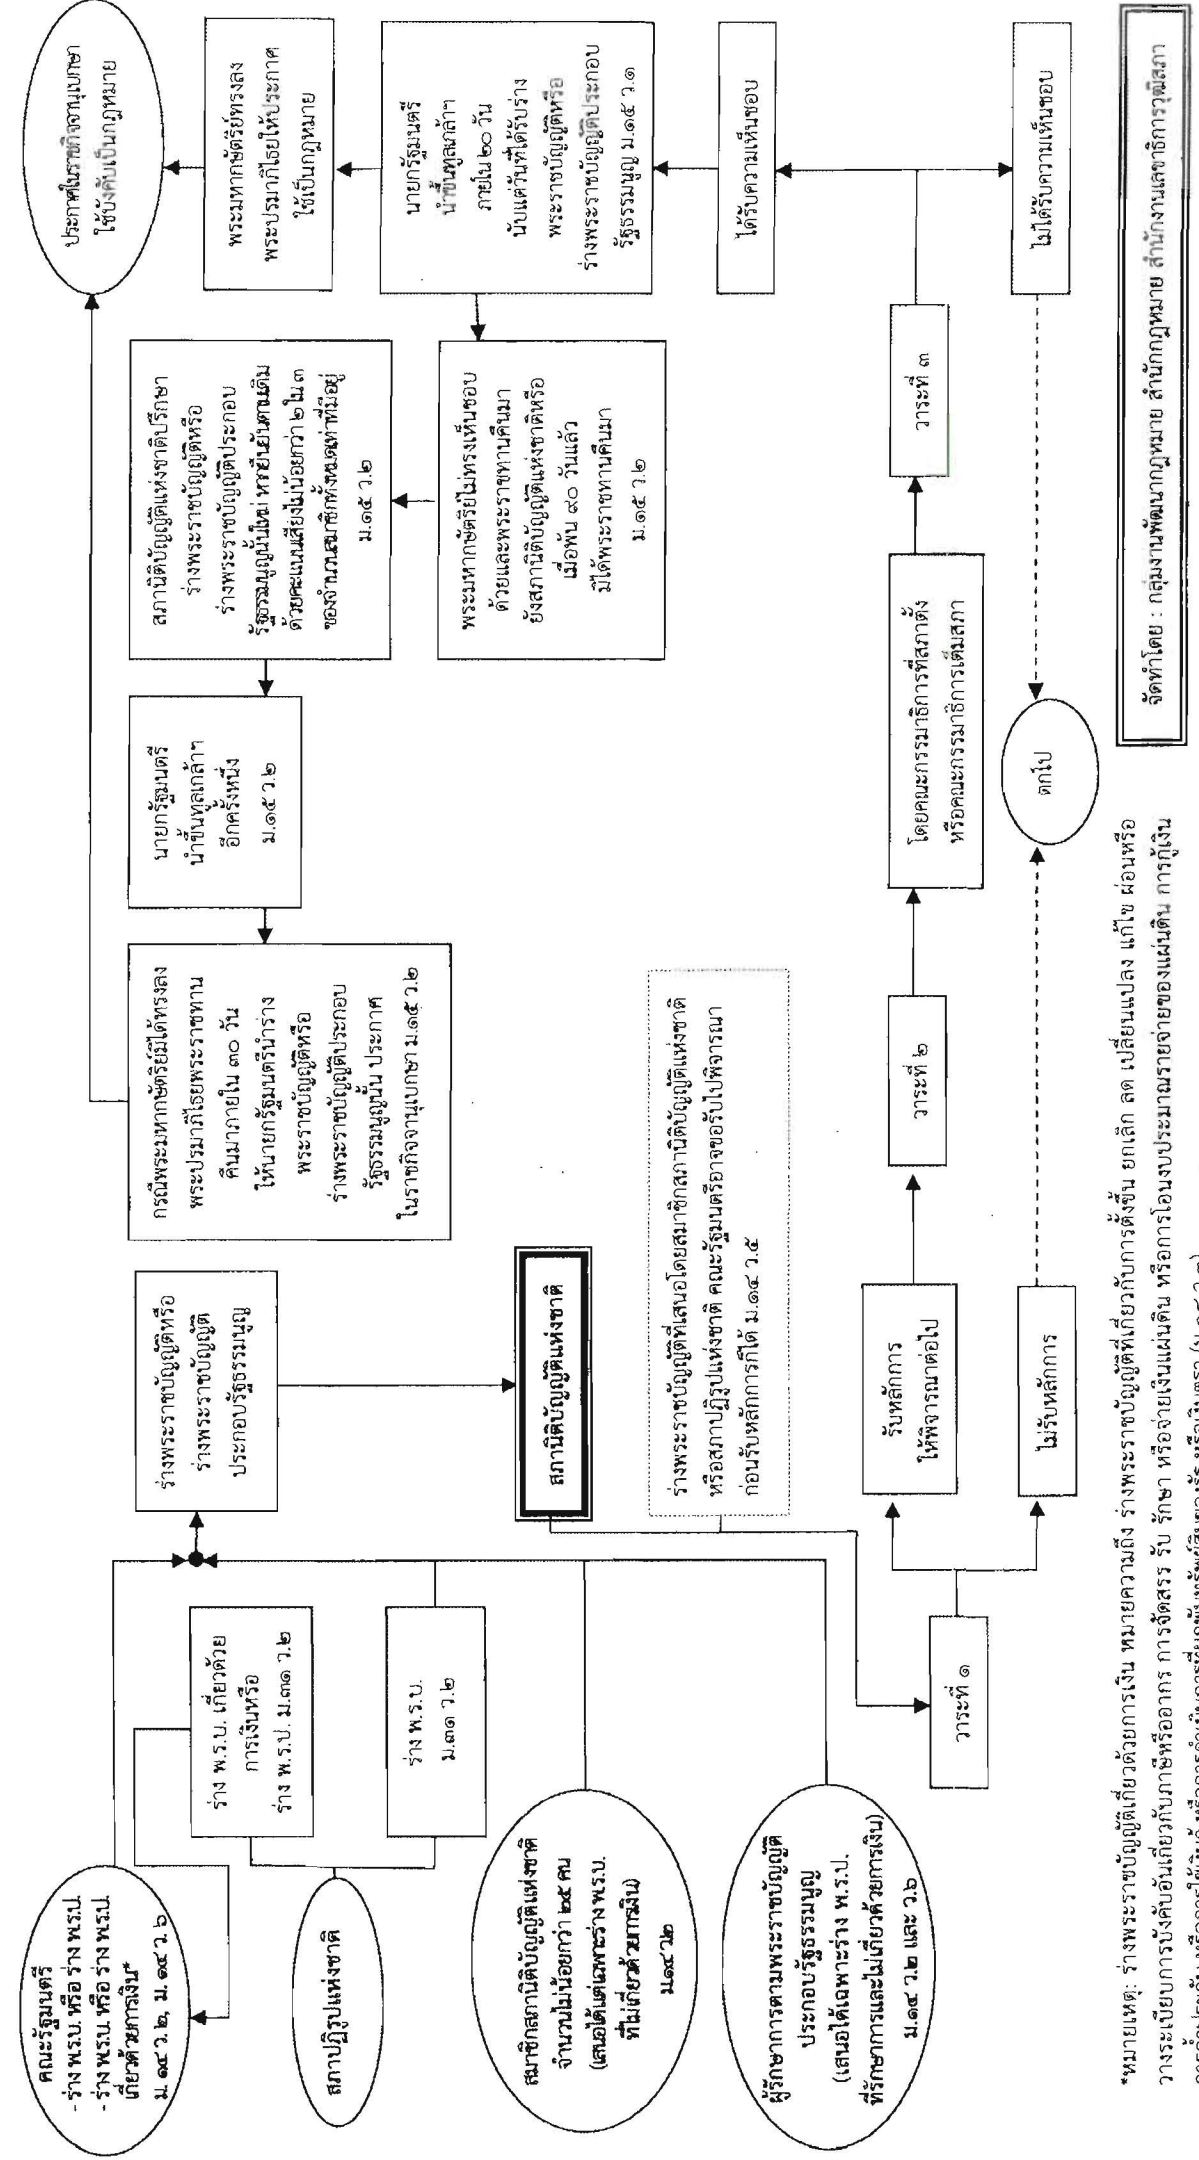 คณะรัฐมนตรี
- ร่าง พ.ร.บ. หรือ ร่าง พ.ร.ป.
- ร่าง พ.ร.บ. หรือ ร่าง พ.ร.ป.
เกี่ยวด้วยการเงิน*
ม. ๑๔ ว.๒, ม. ๑๔ ว. ๖
สภาปฏิรูปแห่งชาติ
สมาชิกสภานิติบัญญัติแห่งชาติ
จำนวนไม่น้อยกว่า ๒๕ คน
(เสนอได้แต่เฉพาะร่าง พ.ร.บ.
ที่ไม่เกี่ยวด้วยการเงิน)
ม.๑๔ ว.๒
ผู้รักษาการตามพระราชบัญญัติ
ประกอบรัฐธรรมนูญ
(เสนอได้เฉพาะร่าง พ.ร.ป.
ที่รักษาการและไม่เกี่ยวด้วยการเงิน)
ม.๑๔ ว.๒ และ ว.๖
ร่าง พ.ร.บ. เกี่ยวด้วย
การเงินหรือ
ร่าง พ.ร.ป. ม.๓๑ ว.๒
ร่าง พ.ร.บ.
ม.๓๑ ว.๒
ร่างพระราชบัญญัติหรือ
ร่างพระราชบัญญัติ
ประกอบรัฐธรรมนูญ
สภานิติบัญญัติแห่งชาติ
ร่างพระราชบัญญัติที่เสนอโดยสมาชิกสภานิติบัญญัติแห่งชาติ
หรือสภาปฏิรูปแห่งชาติ คณะรัฐมนตรีอาจขอรับไปพิจารณา
ก่อนรับหลักการก็ได้ ม.๑๔ ว.๕
วาระที่ ๑
รับหลักการ
ให้พิจารณาต่อไป
ไม่รับหลักการ
วาระที่ ๒
โดยคณะกรรมาธิการที่สภาตั้ง
หรือคณะกรรมาธิการเต็มสภา
ตกไป
วาระที่ ๓
ได้รับความเห็นชอบ
ไม่ได้รับความเห็นชอบ
นายกรัฐมนตรี
นำขึ้นทูลเกล้าฯ
ภายใน ๒๐ วัน
นับแต่วันที่ได้รับร่าง
พระราชบัญญัติหรือ
ร่างพระราชบัญญัติประกอบ
รัฐธรรมนูญ ม.๑๕ ว.๑
พระมหากษัตริย์ทรงลง
พระปรมาภิไธยให้ประกาศ
ใช้เป็นกฎหมาย
ประกาศในราชกิจจานุเบกษา
ใช้บังคับเป็นกฎหมาย
พระมหากษัตริย์ไม่ทรงเห็นชอบ
ด้วยและพระราชทานคืนมา
ยังสภานิติบัญญัติแห่งชาติหรือ
เมื่อพ้น ๙๐ วันแล้ว
มิได้พระราชทานคืนมา
ม.๑๕ ว.๒
สภานิติบัญญัติแห่งชาติปรึกษา
ร่างพระราชบัญญัติหรือ
ร่างพระราชบัญญัติประกอบ
รัฐธรรมนูญนั้นใหม่ หากยืนยันตามเดิม
ด้วยคะแนนเสียงไม่น้อยกว่า ๒ ใน ๓
ของจำนวนสมาชิกทั้งหมดเท่าที่มีอยู่
ม.๑๕ ว.๒
นายกรัฐมนตรี
นำขึ้นทูลเกล้าฯ
อีกครั้งหนึ่ง
ม.๑๕ ว.๒
กรณีพระมหากษัตริย์มิได้ทรงลง
พระปรมาภิไธยพระราชทาน
คืนมาภายใน ๓๐ วัน
ให้นายกรัฐมนตรีนำร่าง
พระราชบัญญัติหรือ
ร่างพระราชบัญญัติประกอบ
รัฐธรรมนูญนั้น ประกาศ
ในราชกิจจานุเบกษา ม.๑๕ ว.๒
*หมายเหตุ: ร่างพระราชบัญญัติเกี่ยวด้วยการเงิน หมายความถึง ร่างพระราชบัญญัติที่เกี่ยวกับการตั้งขึ้น ยกเลิก ลด เปลี่ยนแปลง แก้ไข ผ่อนหรือ
วางระเบียบการบังคับอันเกี่ยวกับภาษีหรืออากร การจัดสรร รับ รักษา หรือจ่ายเงินแผ่นดิน หรือการโอนงบประมาณรายจ่ายของแผ่นดิน การกู้เงิน
จัดทำโดย : กลุ่มงานพัฒนากฎหมาย สำนักกฎหมาย สำนักงานเลขาธิการวุฒิสภา